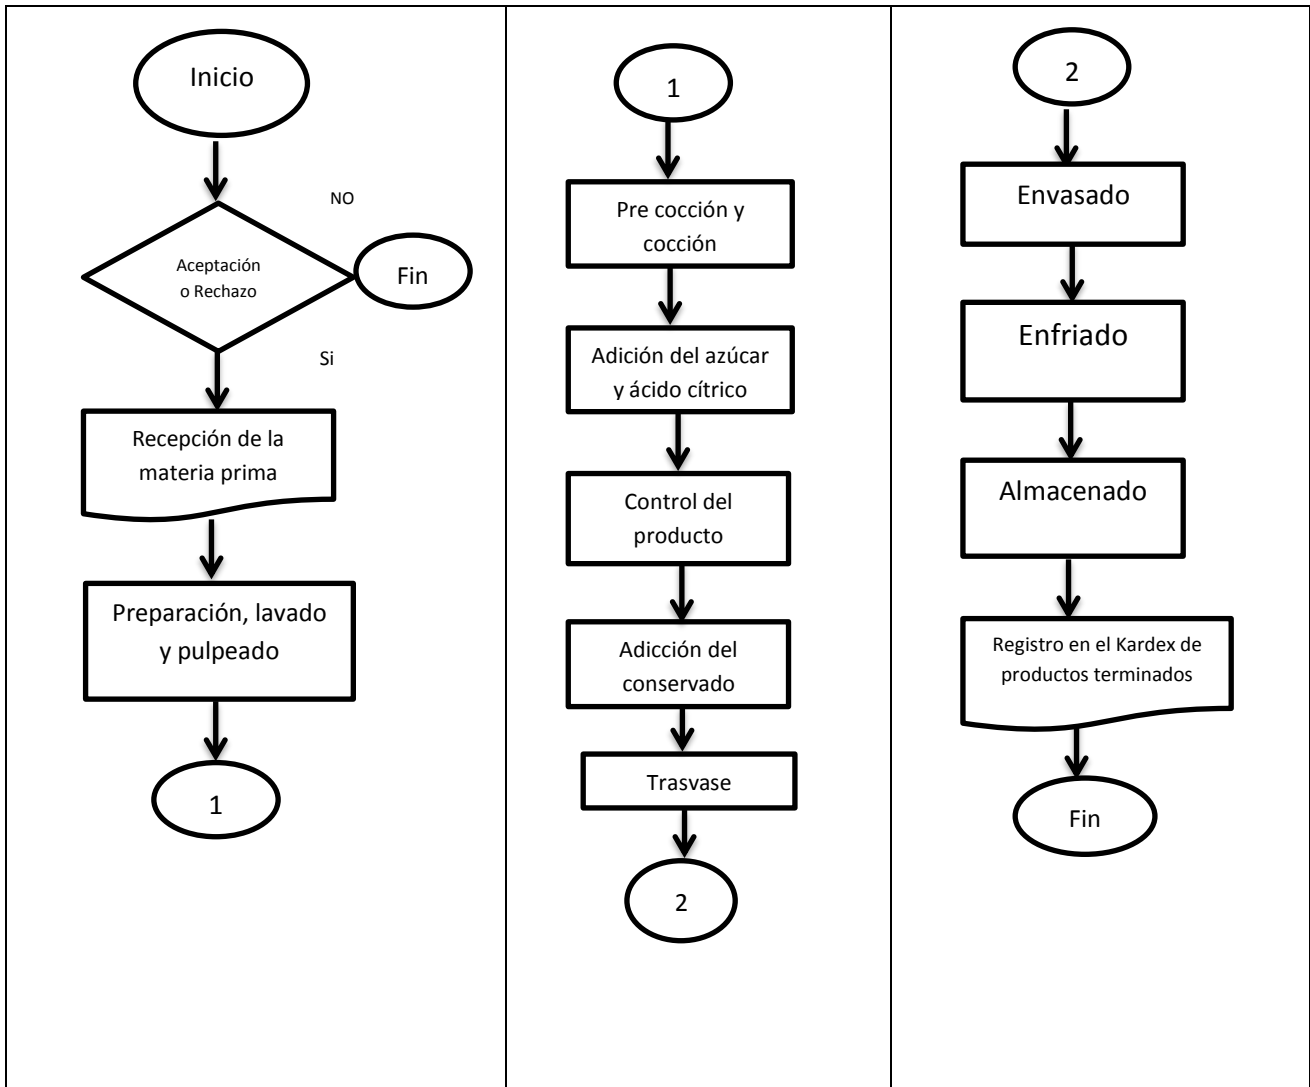 Inicio
NO
Aceptación
o Rechazo
Fin
Si
Recepción de la
materia prima
Preparación, lavado
y pulpeado
1
1
Pre cocción y
cocción
Adición del azúcar
y ácido cítrico
Control del
producto
Adicción del
conservado
Trasvase
2
2
Envasado
Enfriado
Almacenado
Registro en el Kardex de
productos terminados
Fin